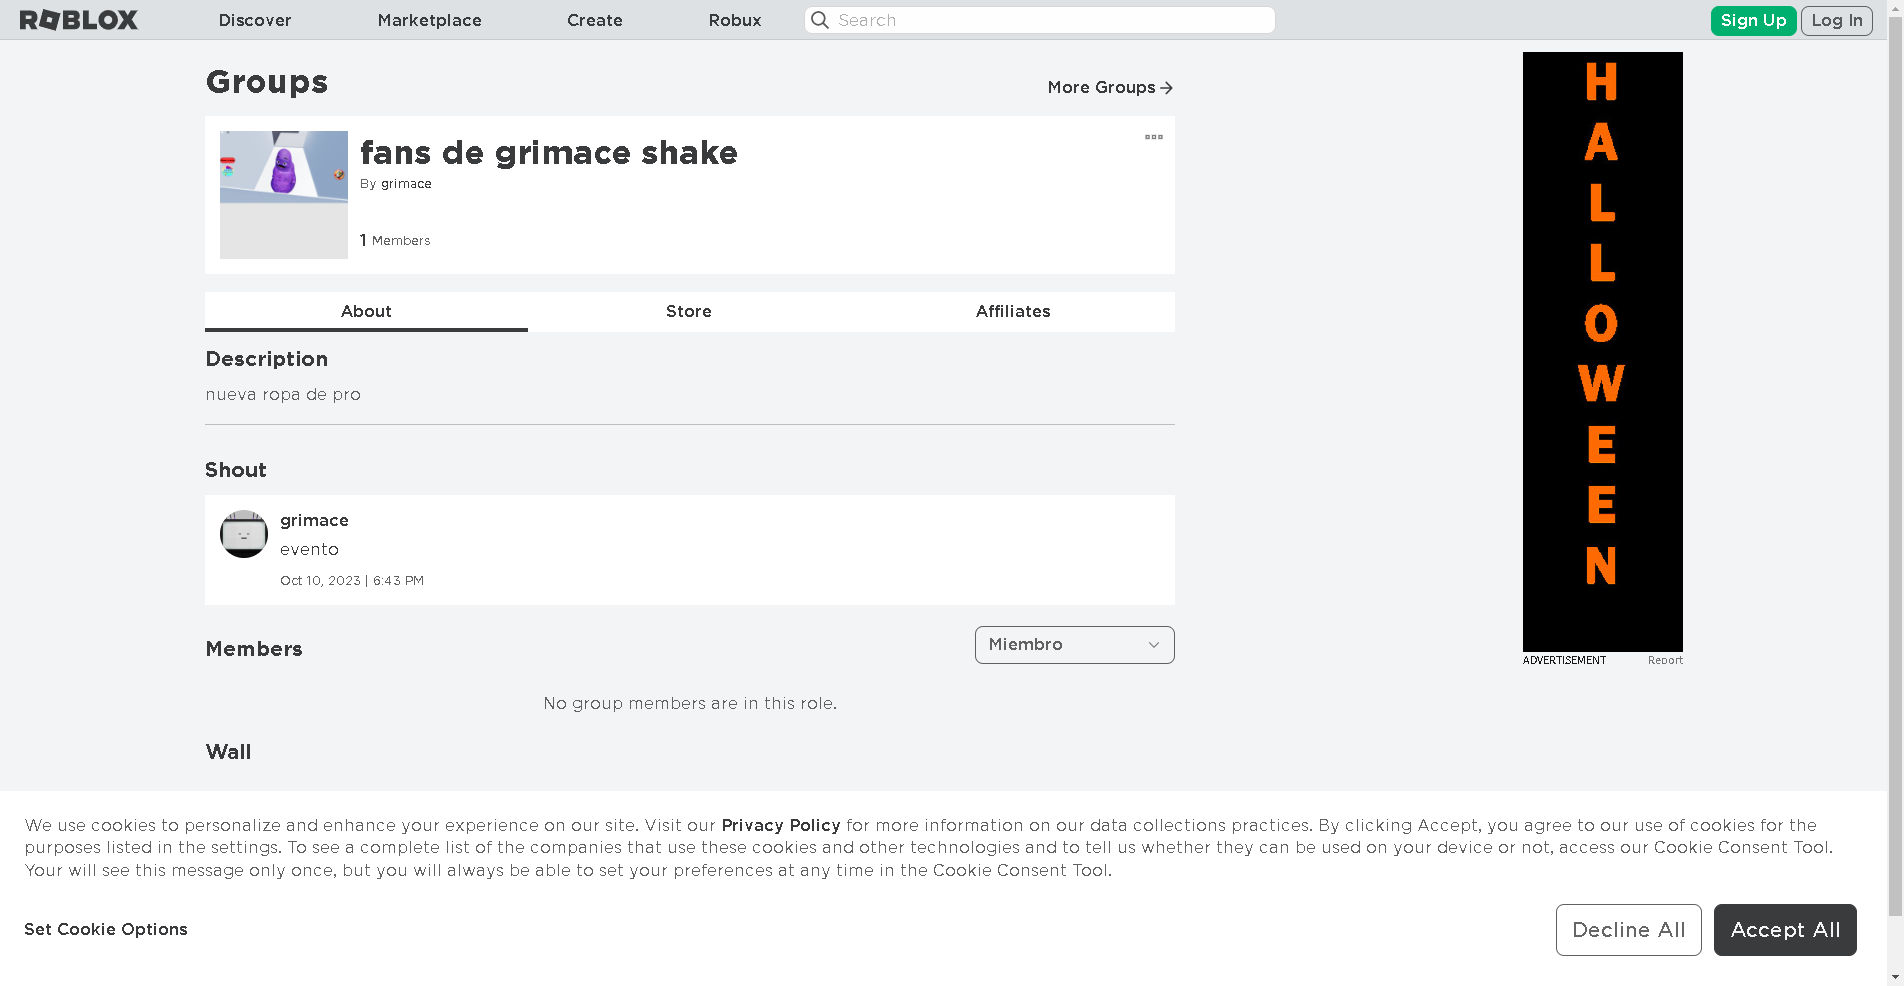 ROBLOX
Discover
Marketplace
Create
Robux
Search
Sign Up
Log In
Groups
More Groups
fans de grimace shake
By grimace
1 Members
About
Store
Affiliates
Description
nueva ropa de pro
Shout
grimace
evento
Oct 10, 2023 | 6:43 PM
Members
Miembro
No group members are in this role.
Wall
H
A
L
L
O
W
E
E
N
ADVERTISEMENT
Report
We use cookies to personalize and enhance your experience on our site. Visit our Privacy Policy for more information on our data collections practices. By clicking Accept, you agree to our use of cookies for the
purposes listed in the settings. To see a complete list of the companies that use these cookies and other technologies and to tell us whether they can be used on your device or not, access our Cookie Consent Tool.
Your will see this message only once, but you will always be able to set your preferences at any time in the Cookie Consent Tool.
Set Cookie Options
Decline All
Accept All